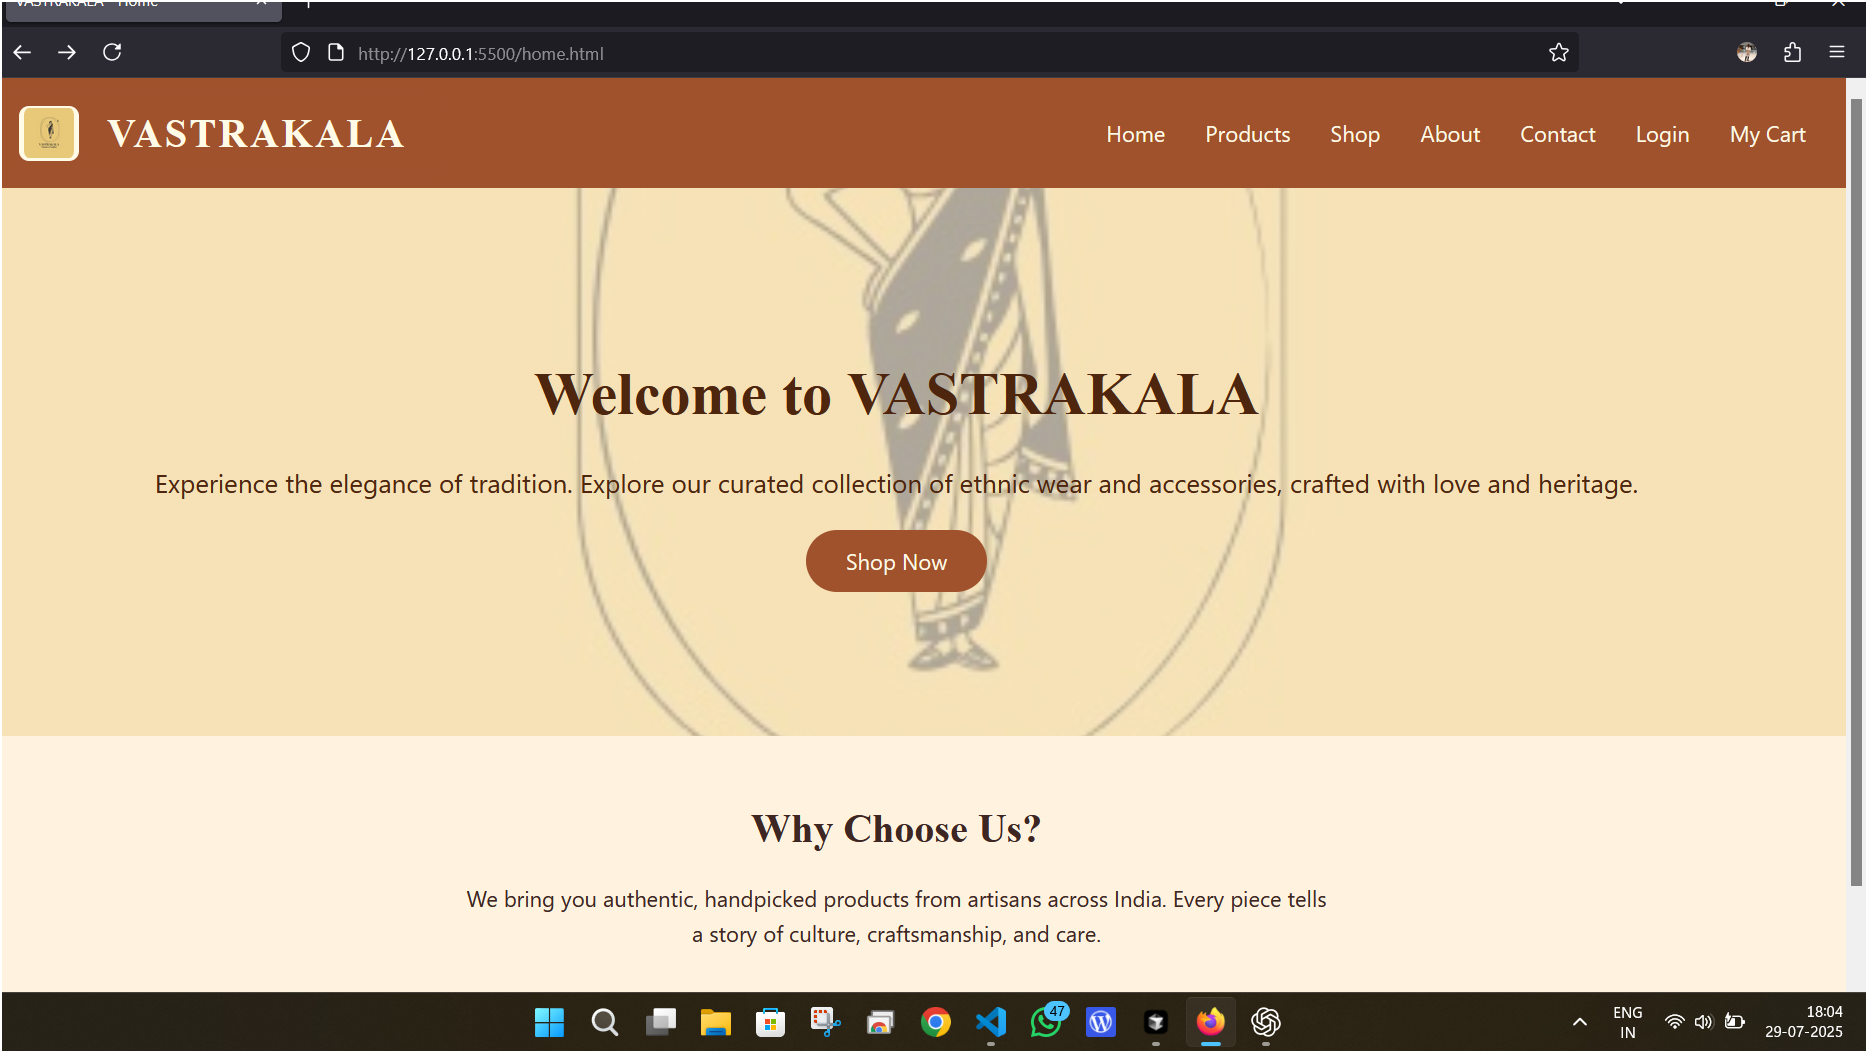 VASTRAKALA - Home
http://127.0.0.1:5500/home.html
VASTRAKALA
Home Products Shop About Contact Login My Cart
Welcome to VASTRAKALA
Experience the elegance of tradition. Explore our curated collection of ethnic wear and accessories, crafted with love and heritage.
Shop Now
Why Choose Us?
We bring you authentic, handpicked products from artisans across India. Every piece tells
a story of culture, craftsmanship, and care.
47
ENG
IN
18:04
29-07-2025